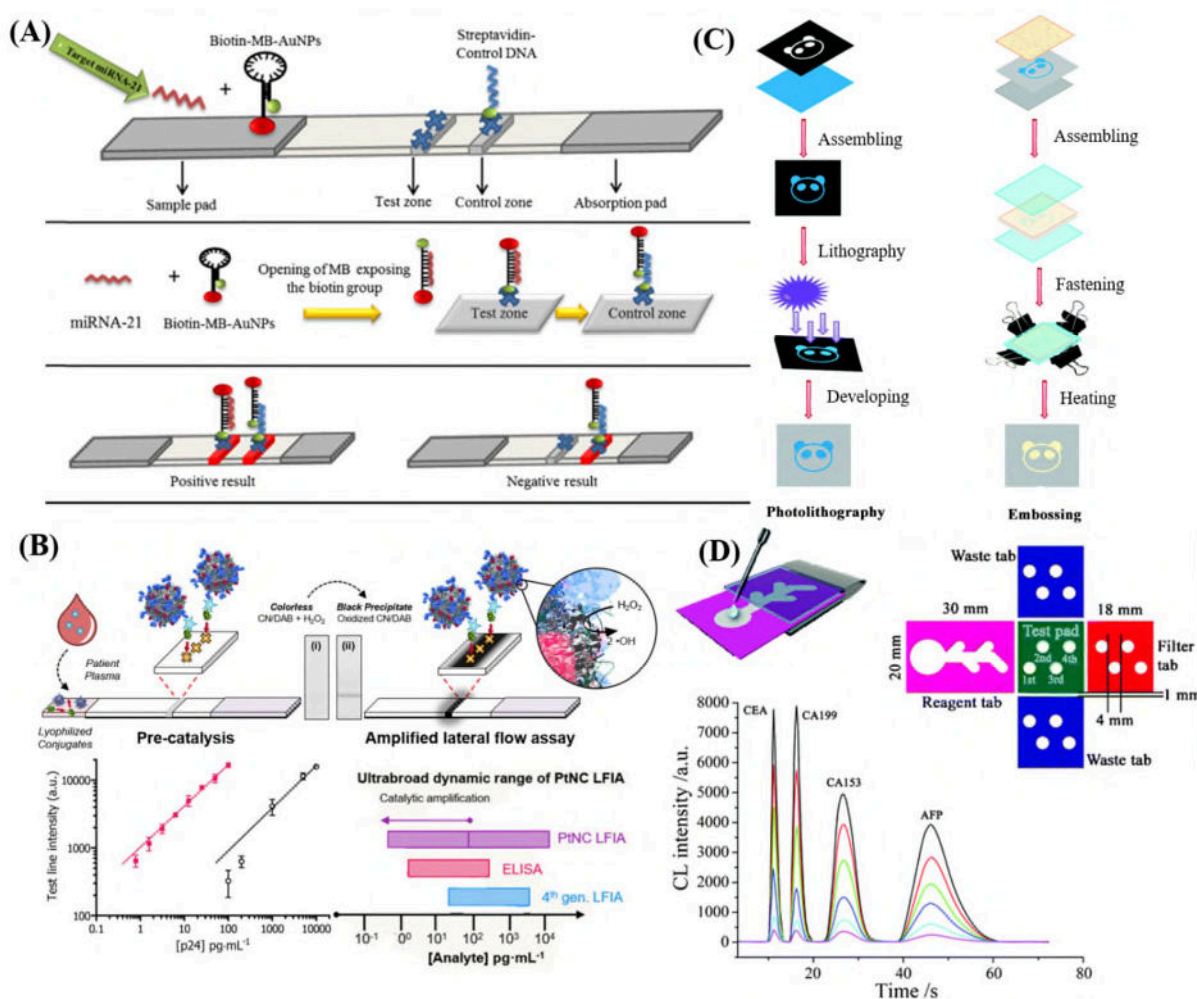 (A)
Target miRNA-21
+
Biotin-MB-AuNPs
Streptavidin-
Control DNA
Sample pad
Test zone
Control zone
Absorption pad
miRNA-21
+
Biotin-MB-AuNPs
Opening of MB exposing
the biotin group
Test zone
Control zone
Positive result
Negative result
(B)
Patient
Plasma
Lyophilized
Conjugates
Colorless
CN/DAB + H₂O₂
Black Precipitate
Oxidized CN/DAB
(i)
(ii)
H₂O₂
2 •OH
Pre-catalysis
Amplified lateral flow assay
Test line intensity (a.u.)
10000
1000
100
0.1
1
10
100
1000
10000
[p24] pg·mL⁻¹
Ultrabroad dynamic range of PtNC LFIA
Catalytic amplification
PtNC LFIA
ELISA
4th gen. LFIA
10⁻¹
10⁰
10¹
10²
10³
10⁴
[Analyte] pg·mL⁻¹
(C)
Assembling
Lithography
Developing
Photolithography
Assembling
Fastening
Heating
Embossing
(D)
Waste tab
30 mm
18 mm
20 mm
Test pad
2nd
4th
1st
3rd
Filter
tab
Reagent tab
1 mm
4 mm
Waste tab
CL intensity /a.u.
8000
7000
6000
5000
4000
3000
2000
1000
0
CEA
CA199
CA153
AFP
20
40
60
80
Time /s